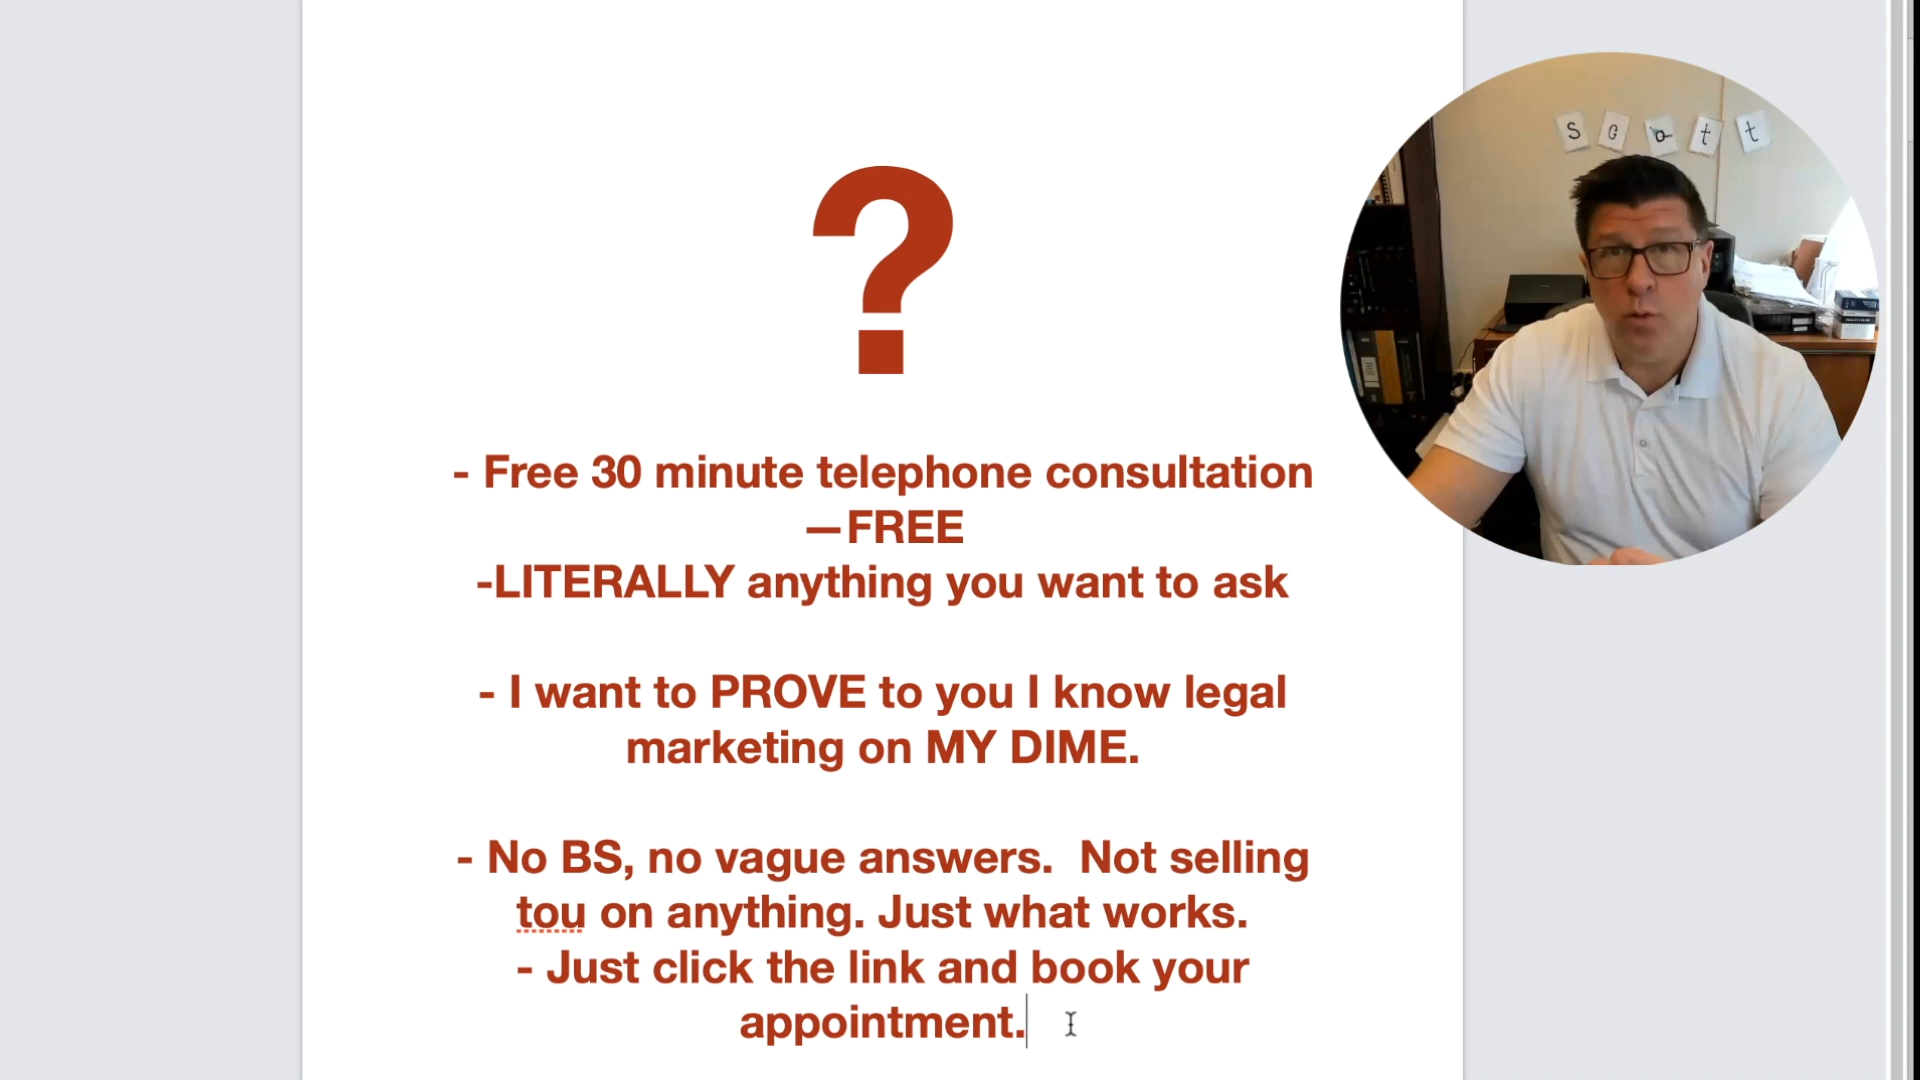 s c o t t
?
- Free 30 minute telephone consultation
—FREE
-LITERALLY anything you want to ask
- I want to PROVE to you I know legal
marketing on MY DIME.
- No BS, no vague answers.  Not selling
tou on anything. Just what works.
- Just click the link and book your
appointment.